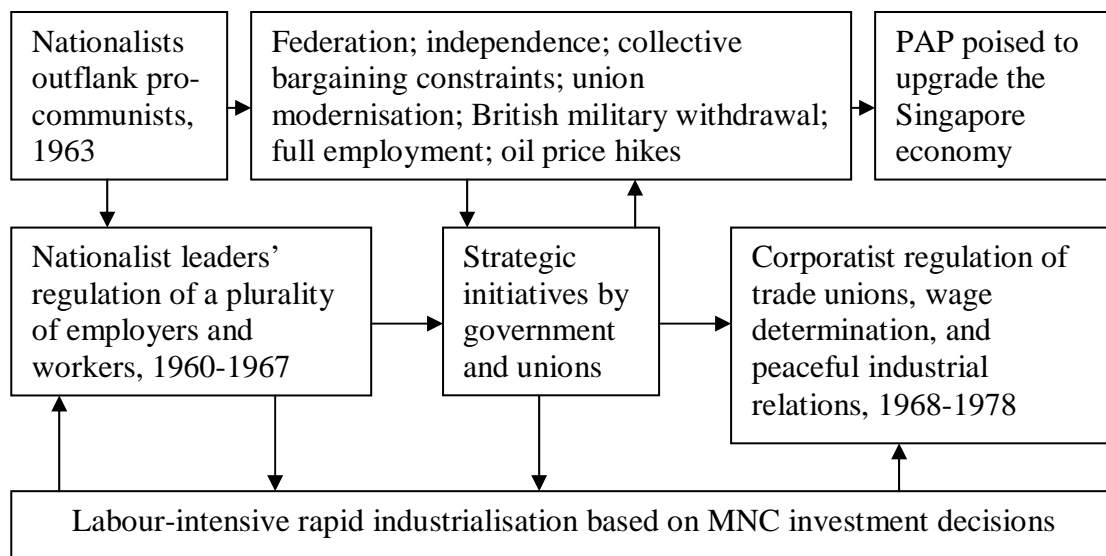 Nationalists
outflank pro-
communists,
1963
Federation; independence; collective
bargaining constraints; union
modernisation; British military withdrawal;
full employment; oil price hikes
PAP poised to
upgrade the
Singapore
economy
Nationalist leaders’
regulation of a plurality
of employers and
workers, 1960-1967
Strategic
initiatives by
government
and unions
Corporatist regulation of
trade unions, wage
determination, and
peaceful industrial
relations, 1968-1978
Labour-intensive rapid industrialisation based on MNC investment decisions